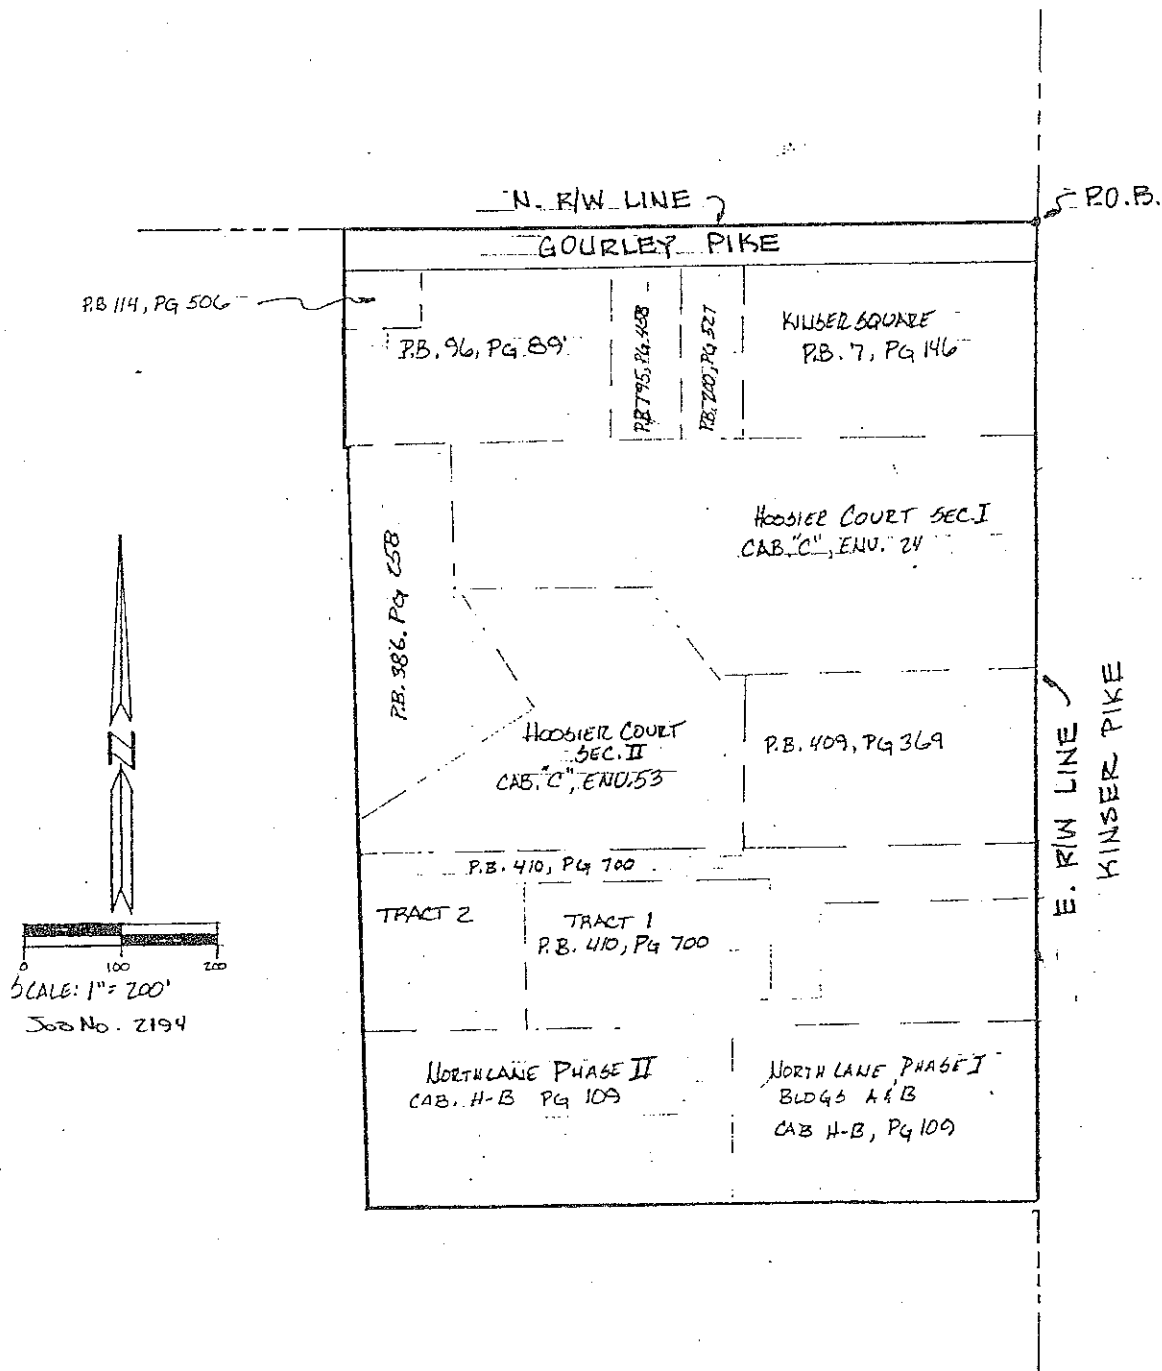 N. R/W LINE
P.O.B.
GOURLEY PIKE
P.B 114, PG 506
P.B. 96, PG. 89
P.B. 195, PG. 458
P.B. 200, PG 527
KINSER SQUARE
P.B. 7, PG 146
HOOSIER COURT SEC. I
CAB. "C", ENV. 24
P.B. 386, PG
HOOSIER COURT
SEC. II
CAB. "C", ENV. 53
P.B. 409, PG 369
E. R/W LINE
KINSER PIKE
N
P.B. 410, PG 700
TRACT 2
TRACT 1
P.B. 410, PG 700
0 100 200
SCALE: 1" = 200'
JOB NO. 2194
NORTHLANE PHASE II
CAB. H-B PG 109
NORTH LANE PHASE I
BLDGS A & B
CAB H-B, PG 109